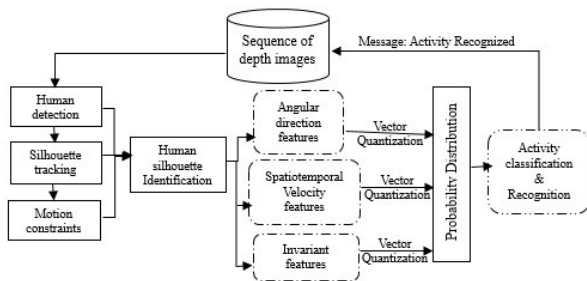 Sequence of
depth images
Message: Activity Recognized
Human
detection
Silhouette
tracking
Motion
constraints
Human
silhouette
Identification
Angular
direction
features
Spatiotemporal
Velocity
features
Invariant
features
Vector
Quantization
Vector
Quantization
Vector
Quantization
Probability Distribution
Activity
classification
&
Recognition